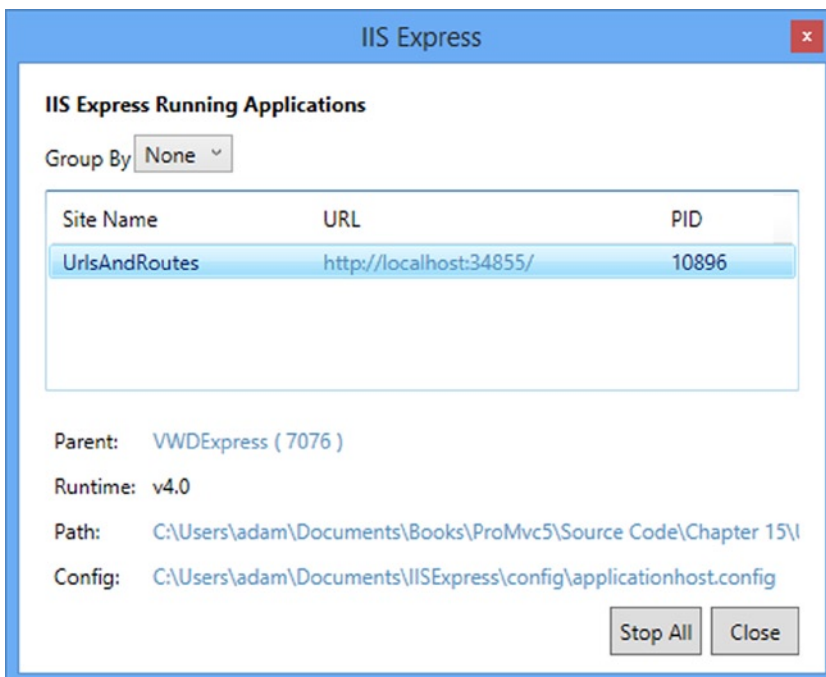 IIS Express
x
IIS Express Running Applications
Group By None
Site Name URL PID
UrlsAndRoutes http://localhost:34855/ 10896
Parent: VWDExpress ( 7076 )
Runtime: v4.0
Path: C:\Users\adam\Documents\Books\ProMvc5\Source Code\Chapter 15\
Config: C:\Users\adam\Documents\IISExpress\config\applicationhost.config
Stop All Close